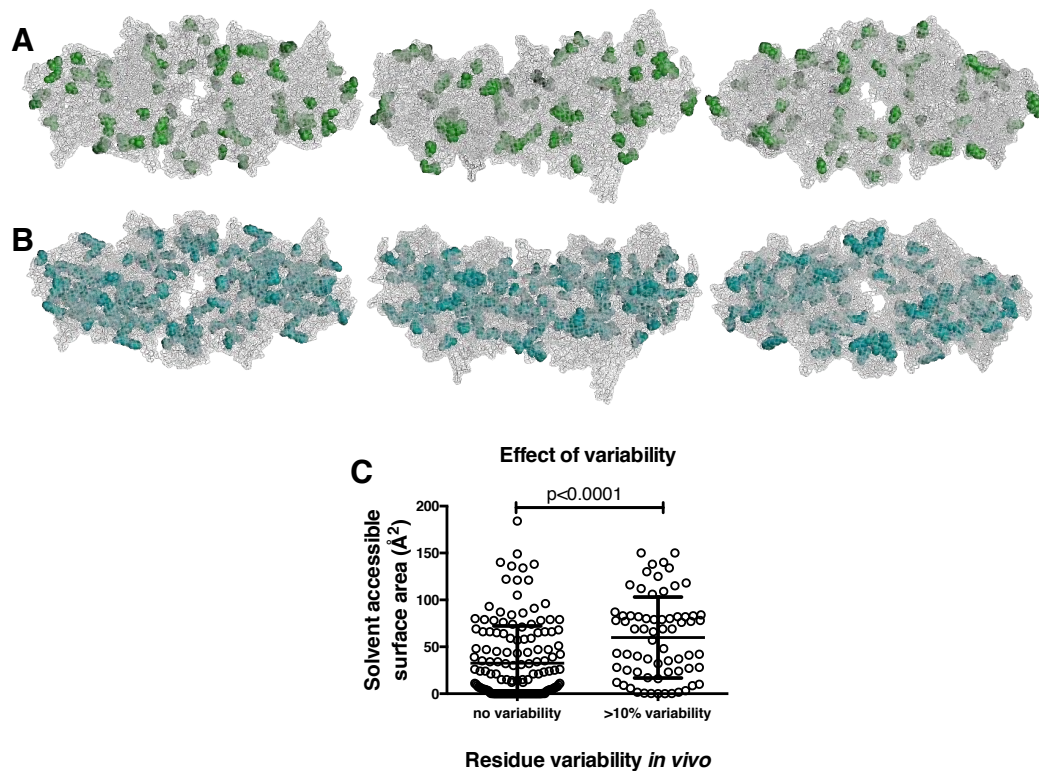 A
B
C
Effect of variability
p<0.0001
Solvent accessible
surface area (Å²)
200
150
100
50
0
no variability
>10% variability
Residue variability in vivo